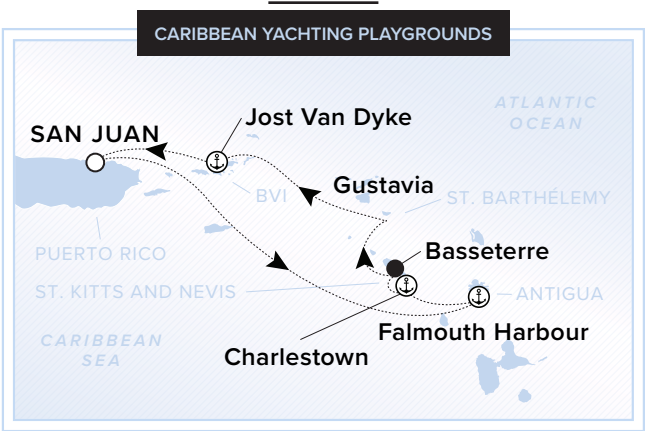 CARIBBEAN YACHTING PLAYGROUNDS
ATLANTIC
OCEAN
Jost Van Dyke
SAN JUAN
Gustavia
BVI
ST. BARTHÉLEMY
PUERTO RICO
Basseterre
ST. KITTS AND NEVIS
ANTIGUA
Falmouth Harbour
CARIBBEAN
SEA
Charlestown